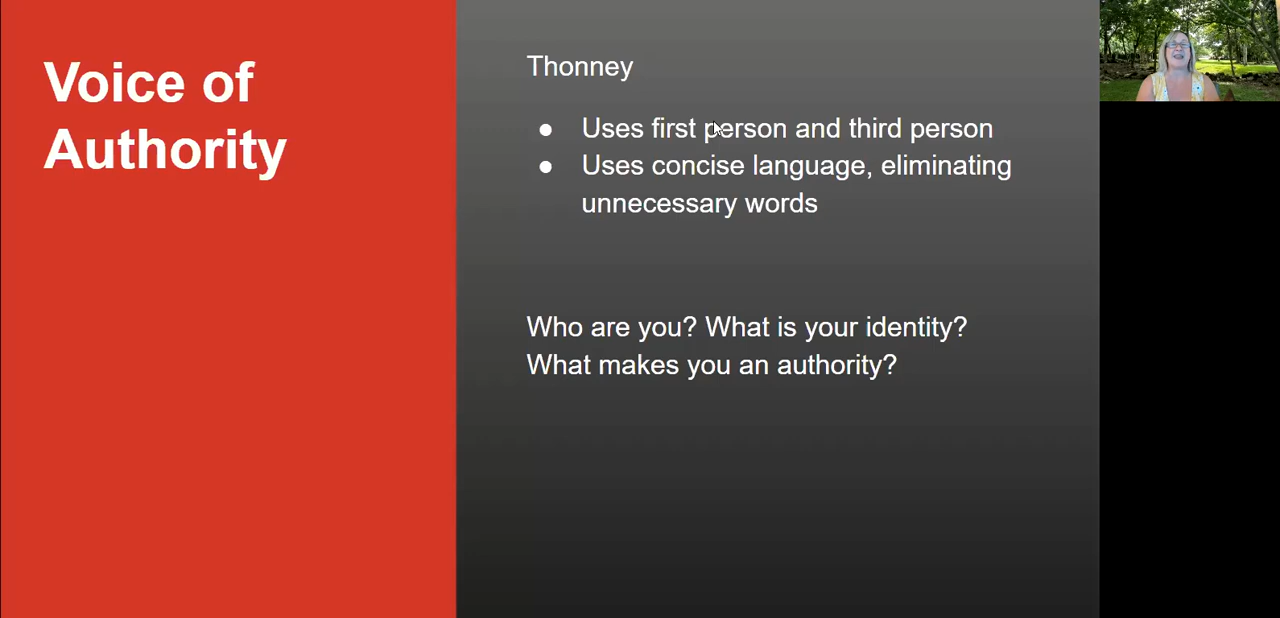 Voice of
Authority
Thonney
● Uses first person and third person
● Uses concise language, eliminating
unnecessary words
Who are you? What is your identity?
What makes you an authority?